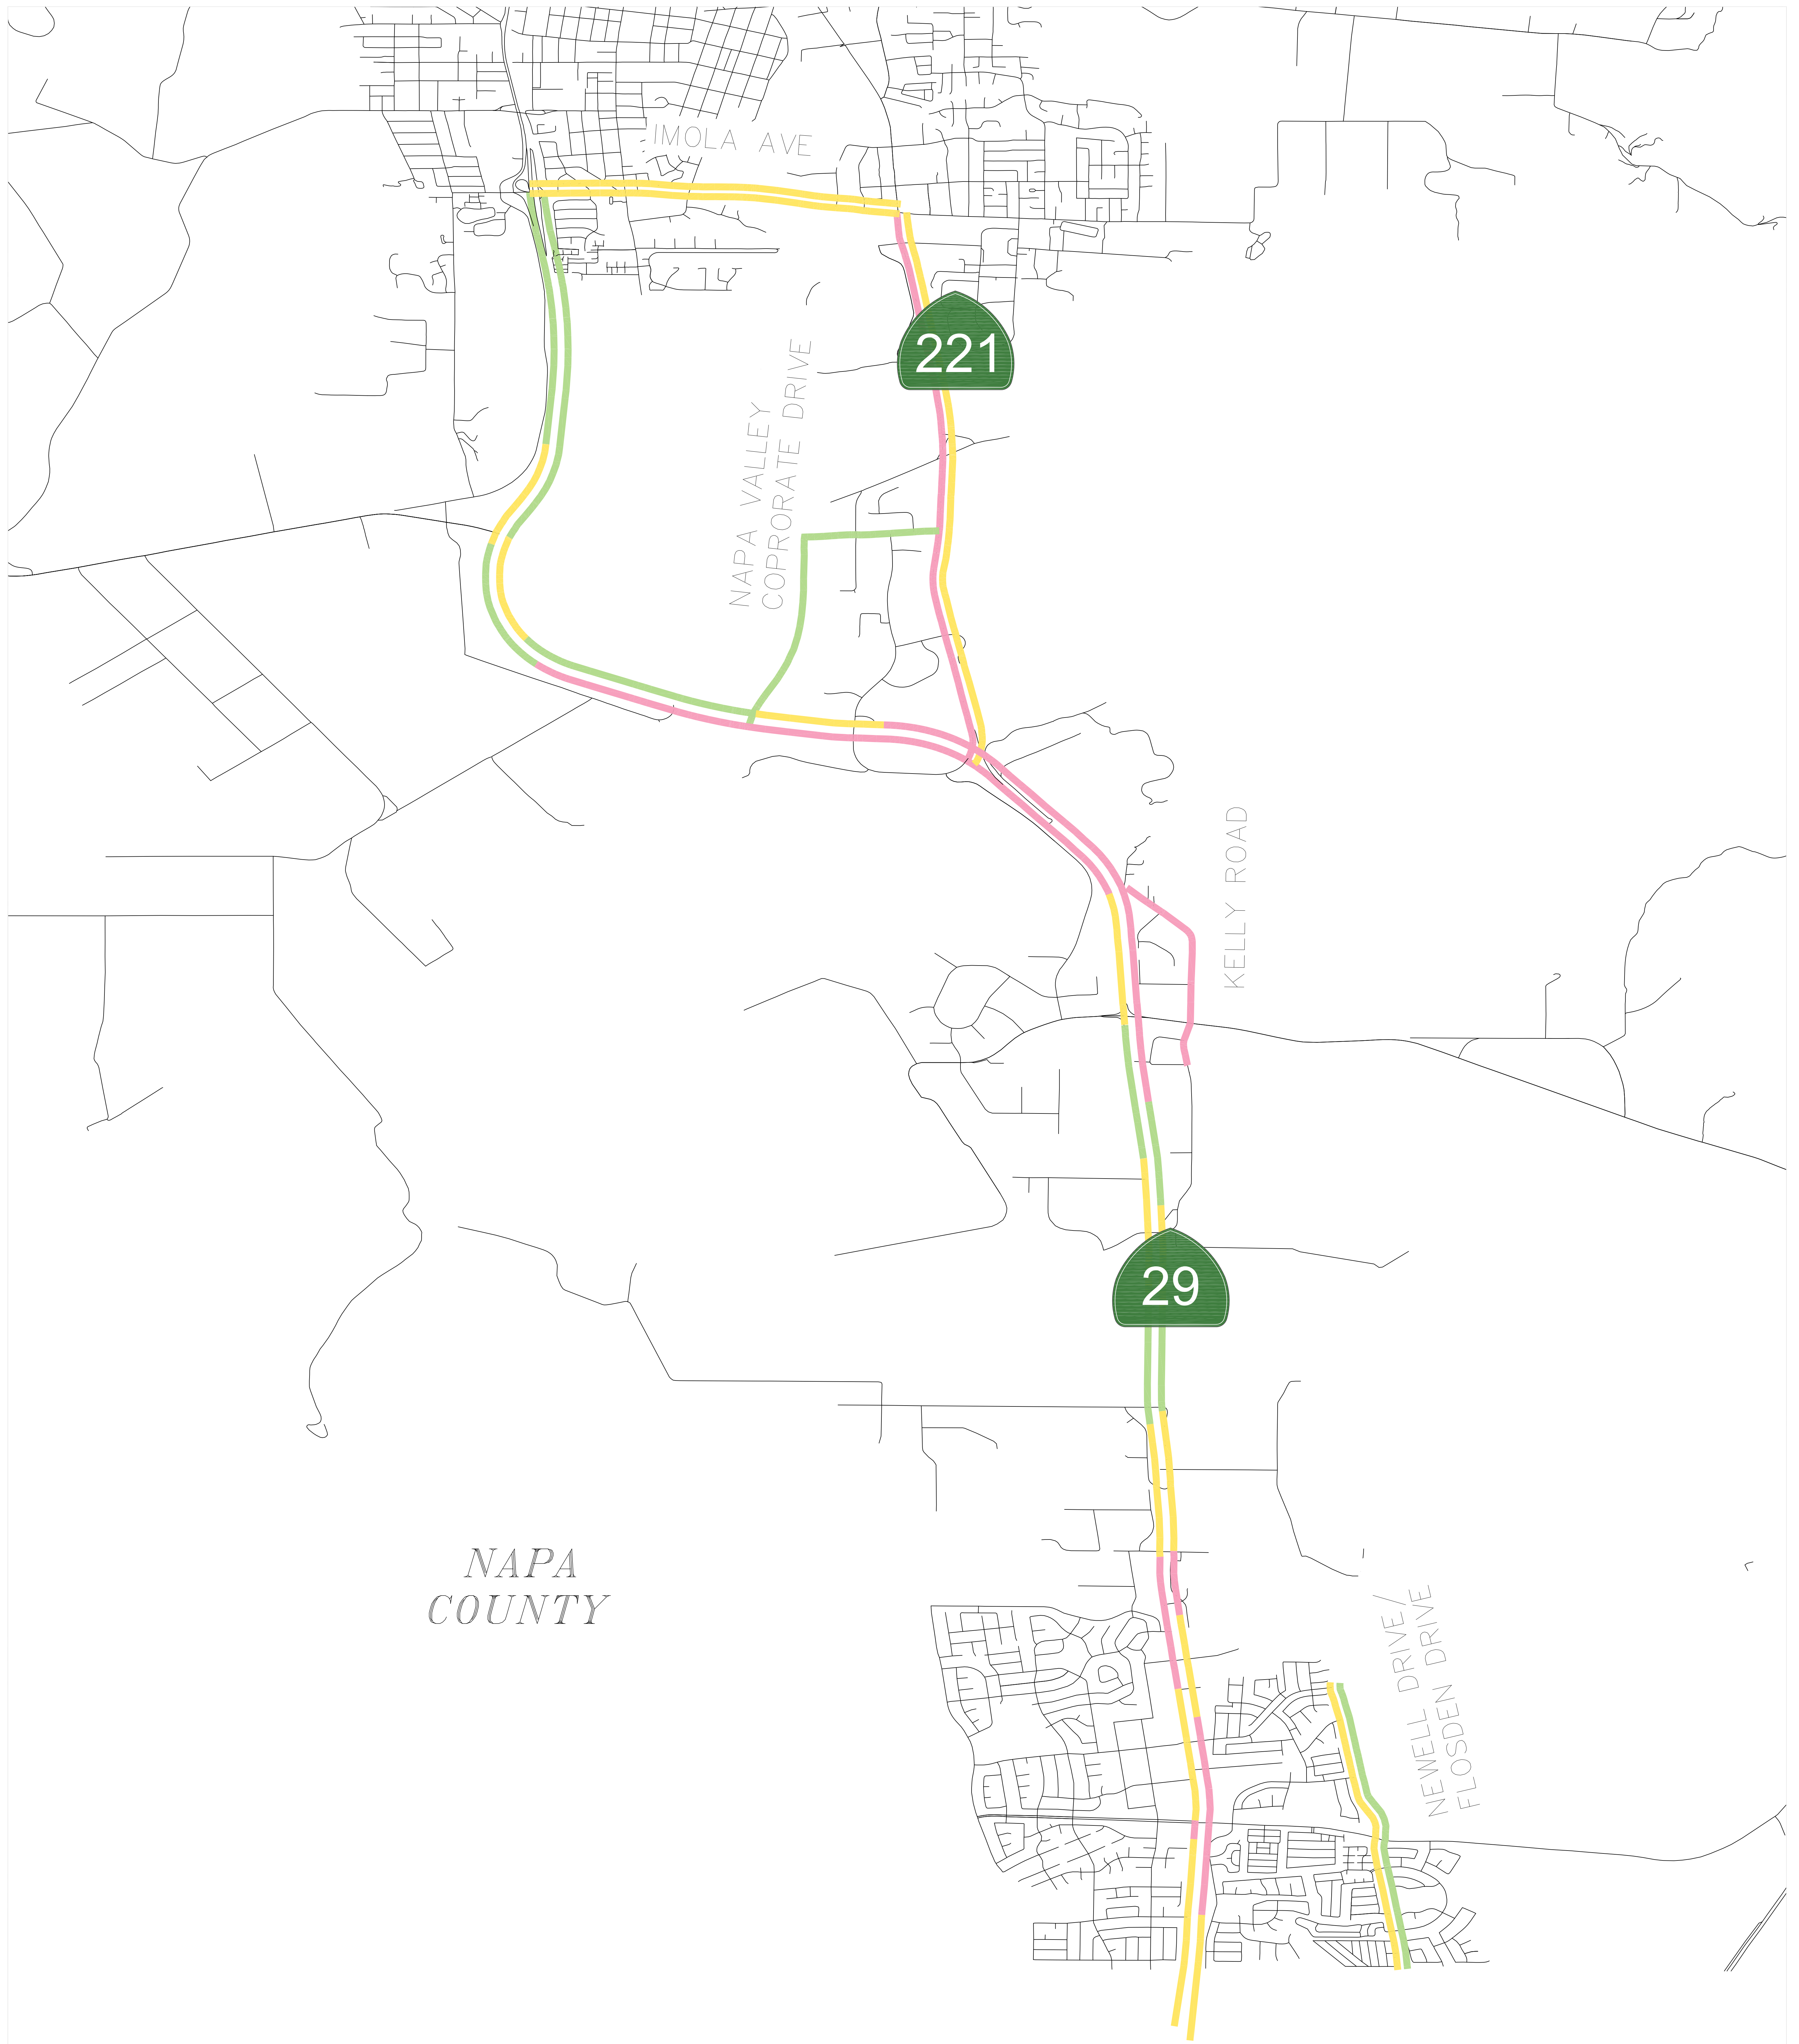 IMOLA AVE
221
NAPA VALLEY
COPRORATE DRIVE
KELLY ROAD
29
NAPA
COUNTY
NEWELL DRIVE/
FLOSDEN DRIVE